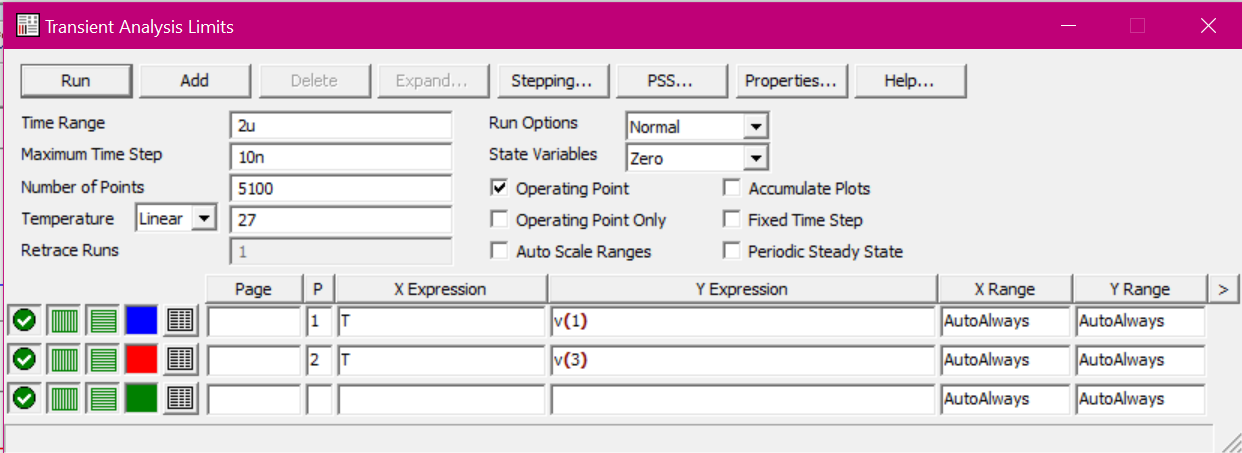 Transient Analysis Limits
Run Add Delete Expand... Stepping... PSS... Properties... Help...
Time Range 2u Run Options Normal
Maximum Time Step 10n State Variables Zero
Number of Points 5100 Operating Point Accumulate Plots
Temperature Linear 27 Operating Point Only Fixed Time Step
Retrace Runs 1 Auto Scale Ranges Periodic Steady State
Page P X Expression Y Expression X Range Y Range >
1 T v(1) AutoAlways AutoAlways
2 T v(3) AutoAlways AutoAlways
AutoAlways AutoAlways